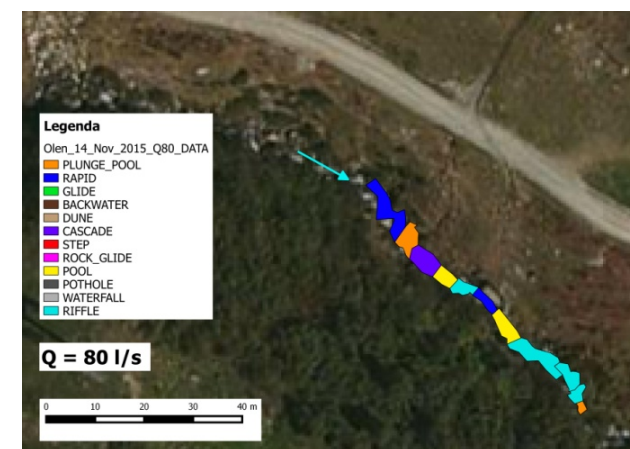 Legenda
Olen_14_Nov_2015_Q80_DATA
PLUNGE_POOL
RAPID
GLIDE
BACKWATER
DUNE
CASCADE
STEP
ROCK_GLIDE
POOL
POTHOLE
WATERFALL
RIFFLE
Q = 80 l/s
0 10 20 30 40 m